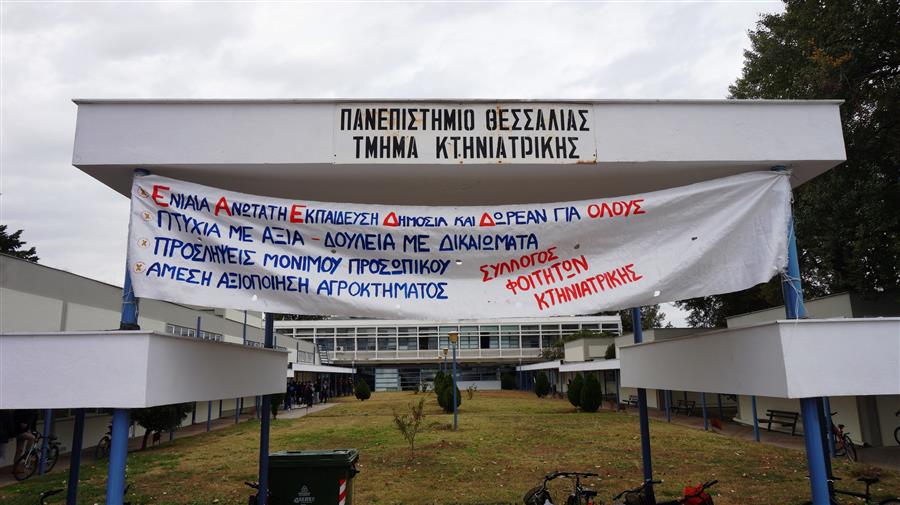 ΠΑΝΕΠΙΣΤΗΜΙΟ ΘΕΣΣΑΛΙΑΣ
ΤΜΗΜΑ ΚΤΗΝΙΑΤΡΙΚΗΣ
ΕΝΙΑΙΑ ΑΝΩΤΑΤΗ ΕΚΠΑΙΔΕΥΣΗ ΔΗΜΟΣΙΑ ΚΑΙ ΔΩΡΕΑΝ ΓΙΑ ΟΛΟΥΣ
ΠΤΥΧΙΑ ΜΕ ΑΞΙΑ - ΔΟΥΛΕΙΑ ΜΕ ΔΙΚΑΙΩΜΑΤΑ
ΠΡΟΣΛΗΨΕΙΣ ΜΟΝΙΜΟΥ ΠΡΟΣΩΠΙΚΟΥ
ΑΜΕΣΗ ΑΞΙΟΠΟΙΗΣΗ ΑΓΡΟΚΤΗΜΑΤΟΣ
ΣΥΛΛΟΓΟΣ
ΦΟΙΤΗΤΩΝ
ΚΤΗΝΙΑΤΡΙΚΗΣ